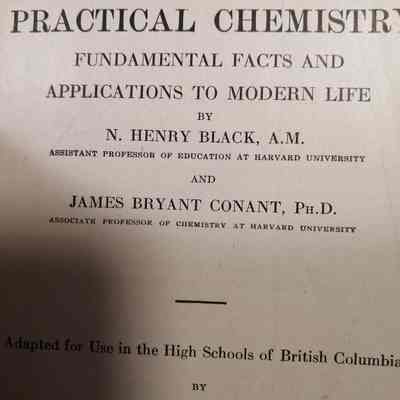 PRACTICAL CHEMISTRY
FUNDAMENTAL FACTS AND
APPLICATIONS TO MODERN LIFE
BY
N. HENRY BLACK, A.M.
ASSISTANT PROFESSOR OF EDUCATION AT HARVARD UNIVERSITY
AND
JAMES BRYANT CONANT, PH.D.
ASSOCIATE PROFESSOR OF CHEMISTRY AT HARVARD UNIVERSITY
Adapted for Use in the High Schools of British Columbia
BY